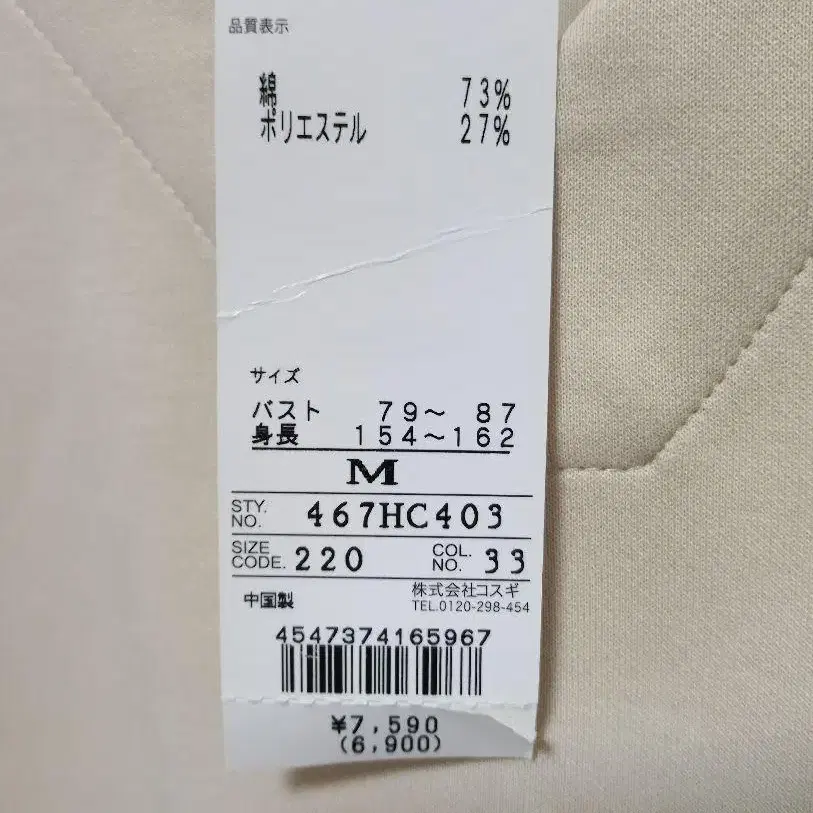 品質表示
綿 73%
ポリエステル 27%
サイズ
バスト 79～ 87
身長 154～162
M
STY. NO. 467HC403
SIZE CODE. 220 COL. NO. 33
中国製 株式会社コスギ
TEL.0120-298-454
4547374165967
¥7,590
(6,900)